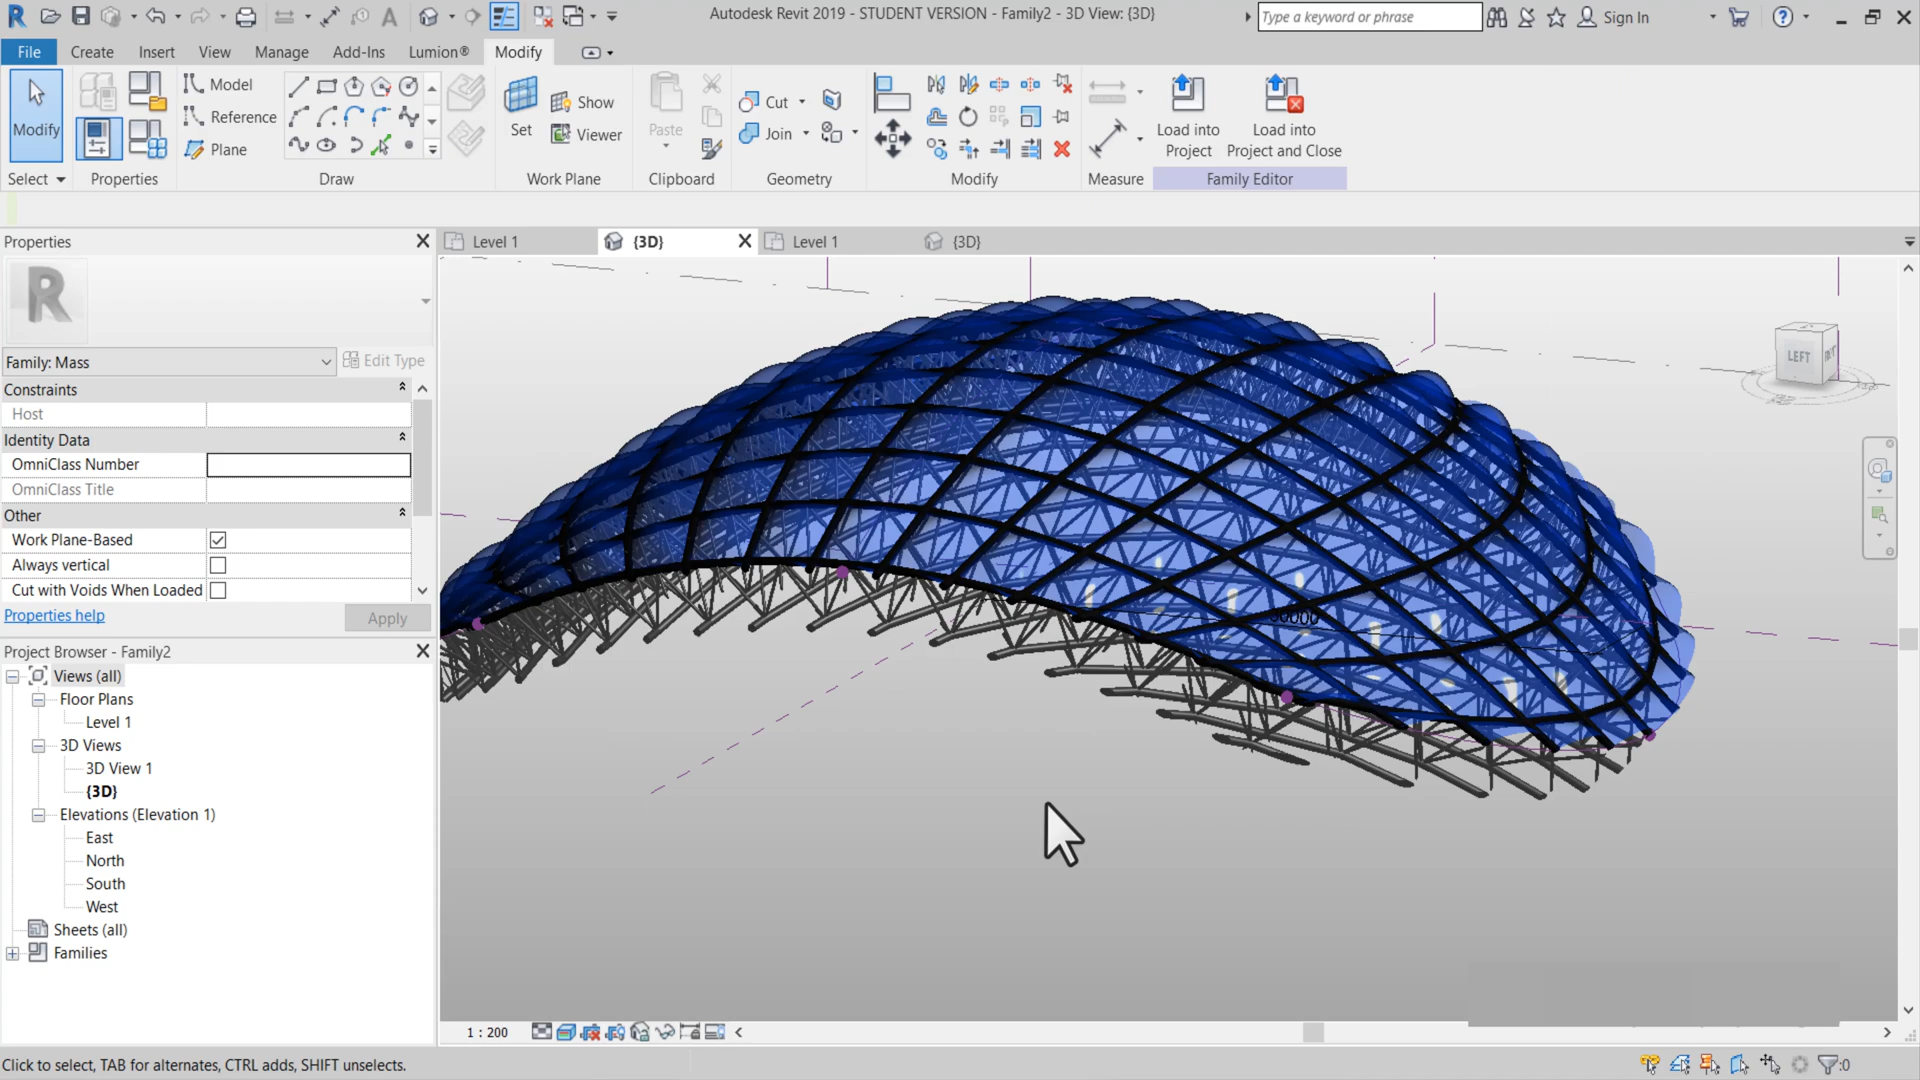 Autodesk Revit 2019 - STUDENT VERSION - Family2 - 3D View: {3D}
Type a keyword or phrase
Sign In
File
Create
Insert
View
Manage
Add-Ins
Lumion®
Modify
Modify
Model
Reference
Plane
Set
Show
Viewer
Paste
Cut
Join
Load into
Project
Load into
Project and Close
Select
Properties
Draw
Work Plane
Clipboard
Geometry
Modify
Measure
Family Editor
Properties
Level 1
{3D}
Level 1
{3D}
R
Family: Mass
Edit Type
Constraints
Host
Identity Data
OmniClass Number
OmniClass Title
Other
Work Plane-Based
Always vertical
Cut with Voids When Loaded
Properties help
Apply
LEFT
Project Browser - Family2
Views (all)
Floor Plans
Level 1
3D Views
3D View 1
{3D}
Elevations (Elevation 1)
East
North
South
West
Sheets (all)
Families
1 : 200
Click to select, TAB for alternates, CTRL adds, SHIFT unselects.
:0